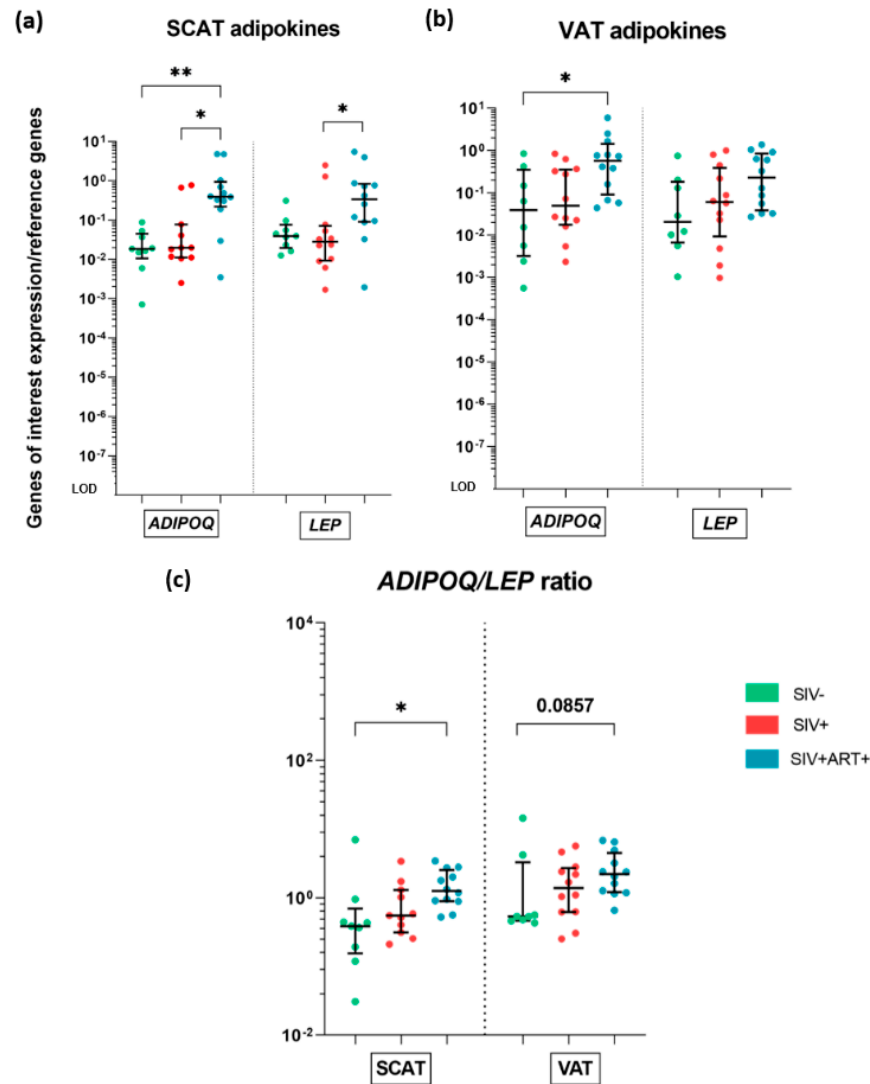 (a)
SCAT adipokines
(b)
VAT adipokines
Genes of interest expression/reference genes
**
*
*
10^1
10^0
10^-1
10^-2
10^-3
10^-4
10^-5
10^-6
10^-7
LOD
ADIPOQ
LEP
*
10^1
10^0
10^-1
10^-2
10^-3
10^-4
10^-5
10^-6
10^-7
LOD
ADIPOQ
LEP
(c)
ADIPOQ/LEP ratio
10^4
10^2
10^0
10^-2
*
0.0857
SCAT
VAT
SIV-
SIV+
SIV+ART+